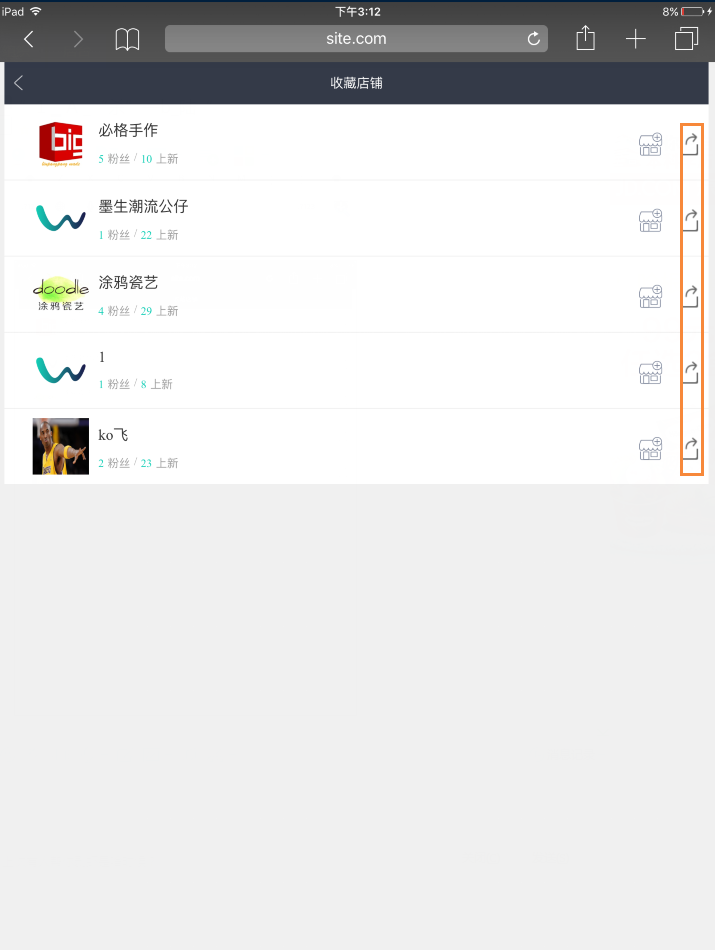 iPad 下午3:12 8%
site.com
收藏店铺
big
必格手作
5 粉丝 / 10 上新
墨生潮流公仔
1 粉丝 / 22 上新
doodle
涂鸦瓷艺
涂鸦瓷艺
4 粉丝 / 29 上新
1
1 粉丝 / 8 上新
ko飞
2 粉丝 / 23 上新